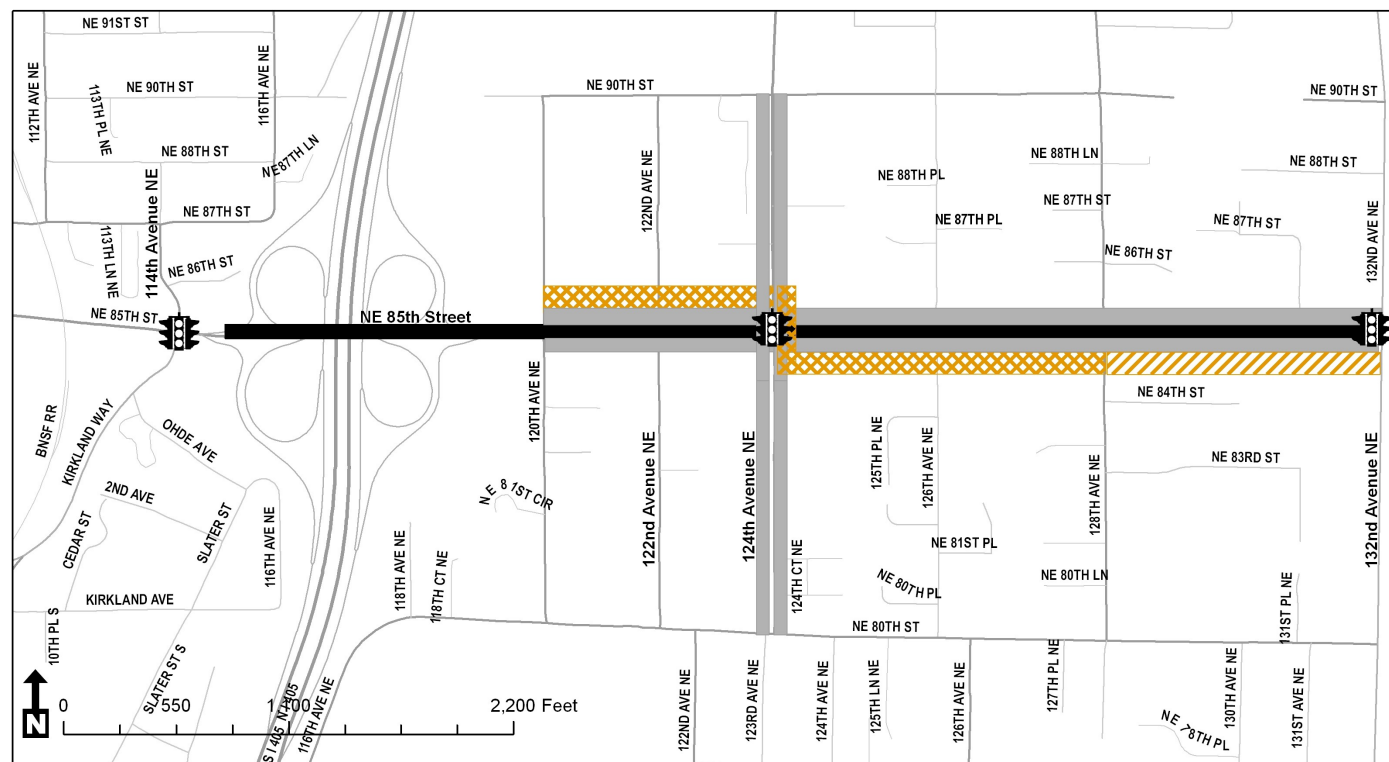 NE 91ST ST
112TH AVE NE
NE 90TH ST
116TH AVE NE
113TH PL NE
NE 88TH ST
NE87TH LN
114th Avenue NE
NE 87TH ST
113TH LN NE
NE 86TH ST
NE 85TH ST
NE 85th Street
NE 90TH ST
NE 90TH ST
122ND AVE NE
NE 88TH LN
NE 88TH ST
NE 88TH PL
NE 87TH ST
NE 87TH PL
NE 87TH ST
NE 86TH ST
132ND AVE NE
120TH AVE NE
NE 84TH ST
BNSF RR
KIRKLAND WAY
OHDE AVE
2ND AVE
CEDAR ST
SLATER ST
116TH AVE NE
NE 81ST CIR
122nd Avenue NE
124th Avenue NE
125TH PL NE
126TH AVE NE
128TH AVE NE
NE 83RD ST
132nd Avenue NE
118TH AVE NE
118TH CT NE
124TH CT NE
NE 81ST PL
NE 80TH PL
NE 80TH LN
131ST PL NE
KIRKLAND AVE
10TH PL S
NE 80TH ST
SLATER ST S
S I 405
N I 405
116TH AVE NE
122ND AVE NE
123RD AVE NE
124TH AVE NE
125TH LN NE
126TH AVE NE
127TH PL NE
NE 78TH PL
130TH AVE NE
131ST AVE NE
N
0 550 1,100 2,200 Feet